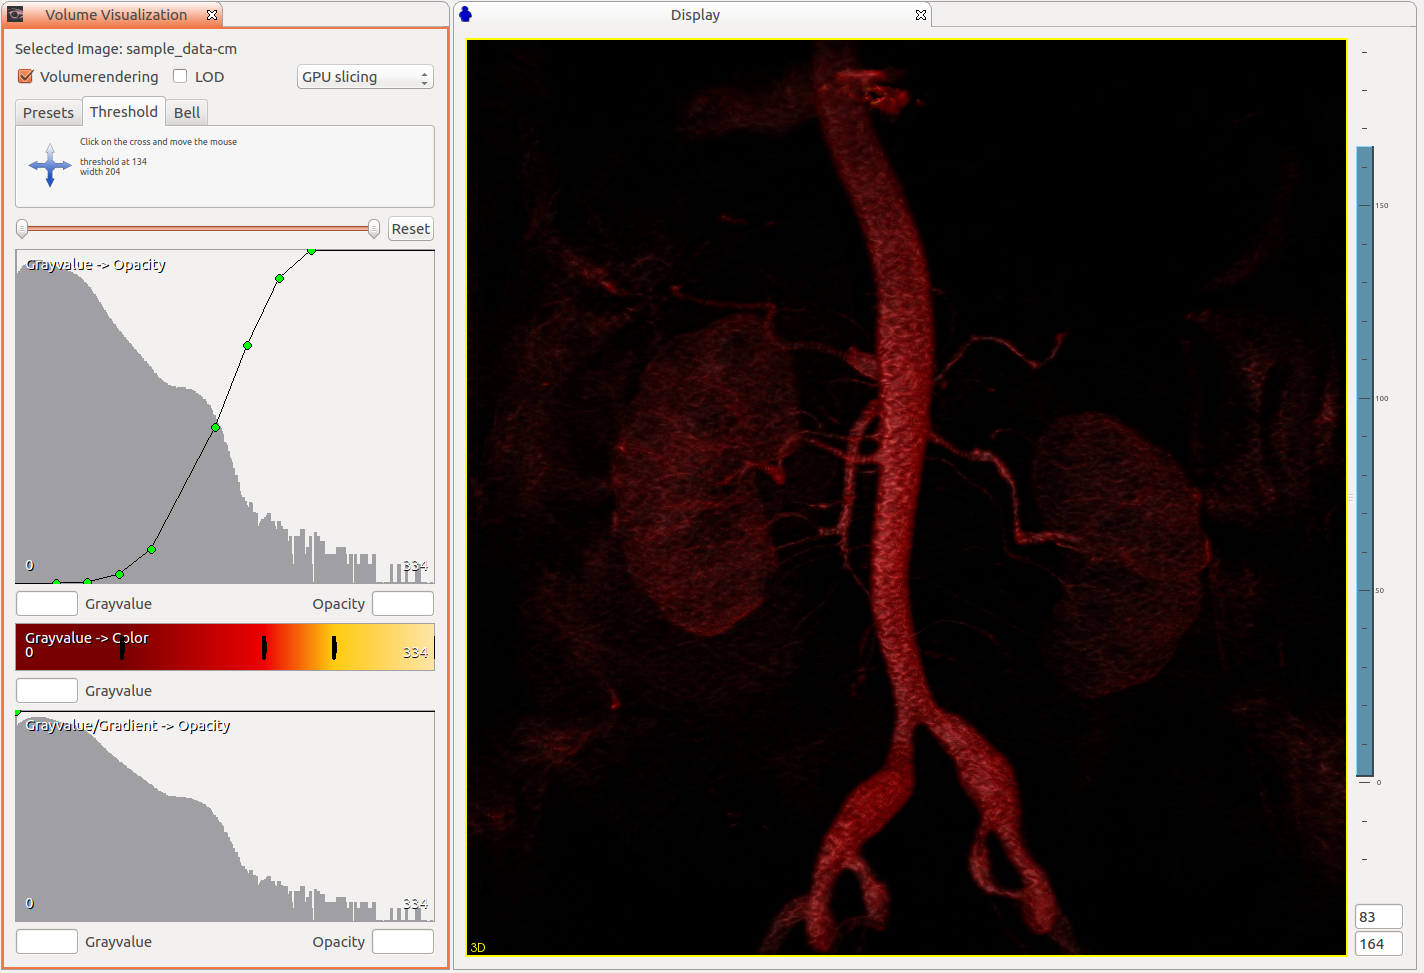 Volume Visualization
Selected Image: sample_data-cm
Volumerendering LOD GPU slicing
Presets Threshold Bell
Click on the cross and move the mouse
threshold at 134
width 204
Reset
Grayvalue -> Opacity
0 334
Grayvalue Opacity
Grayvalue -> Color
0 334
Grayvalue
Grayvalue/Gradient -> Opacity
0 334
Grayvalue Opacity
Display
3D
150
100
50
0
83
164